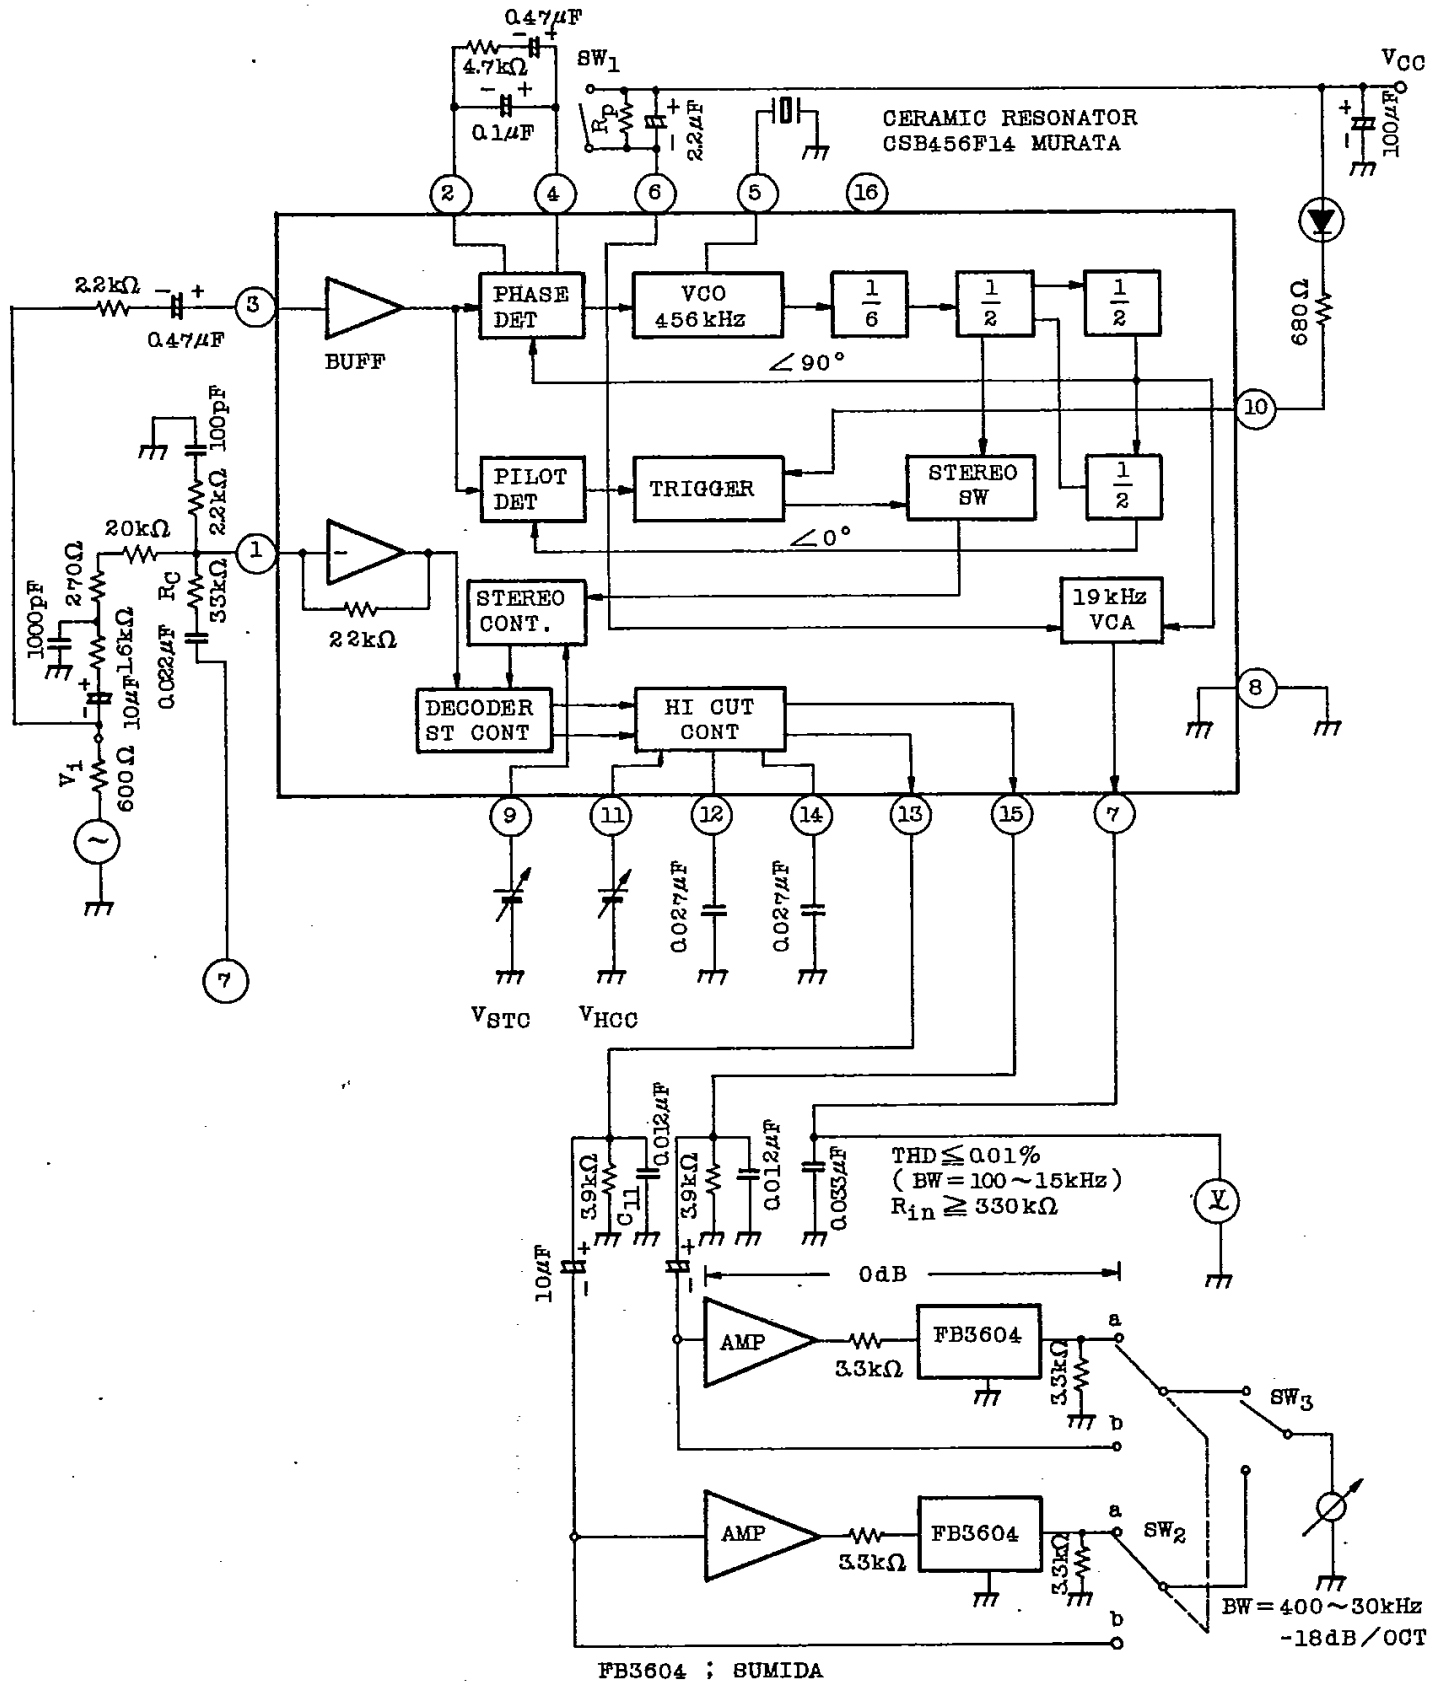 0.47μF
- +
4.7kΩ
- +
0.1μF
SW1
Rp
+
-
2.2μF
CERAMIC RESONATOR
CSB456F14 MURATA
VCC
+
-
100μF
2
4
6
5
16
2.2kΩ
- +
0.47μF
3
BUFF
PHASE
DET
VCO
456kHz
1/6
1/2
1/2
∠90°
680Ω
10
100pF
2.2kΩ
PILOT
DET
TRIGGER
STEREO
SW
1/2
∠0°
20kΩ
1
-
22kΩ
270Ω
RC
33kΩ
1000pF
1.6kΩ
0.022μF
+
-
10μF
STEREO
CONT.
19kHz
VCA
DECODER
ST CONT
HI CUT
CONT
8
Vi
600Ω
~
9
11
12
14
13
15
7
0.027μF
0.027μF
7
VSTC
VHCC
3.9kΩ
C11
0.012μF
3.9kΩ
0.012μF
0.033μF
THD≦0.01%
(BW=100~15kHz)
Rin≧330kΩ
V
10μF
+
-
+
-
0dB
AMP
3.3kΩ
FB3604
3.3kΩ
a
SW3
b
AMP
3.3kΩ
FB3604
3.3kΩ
a
SW2
b
BW=400~30kHz
-18dB/OCT
FB3604 ; SUMIDA